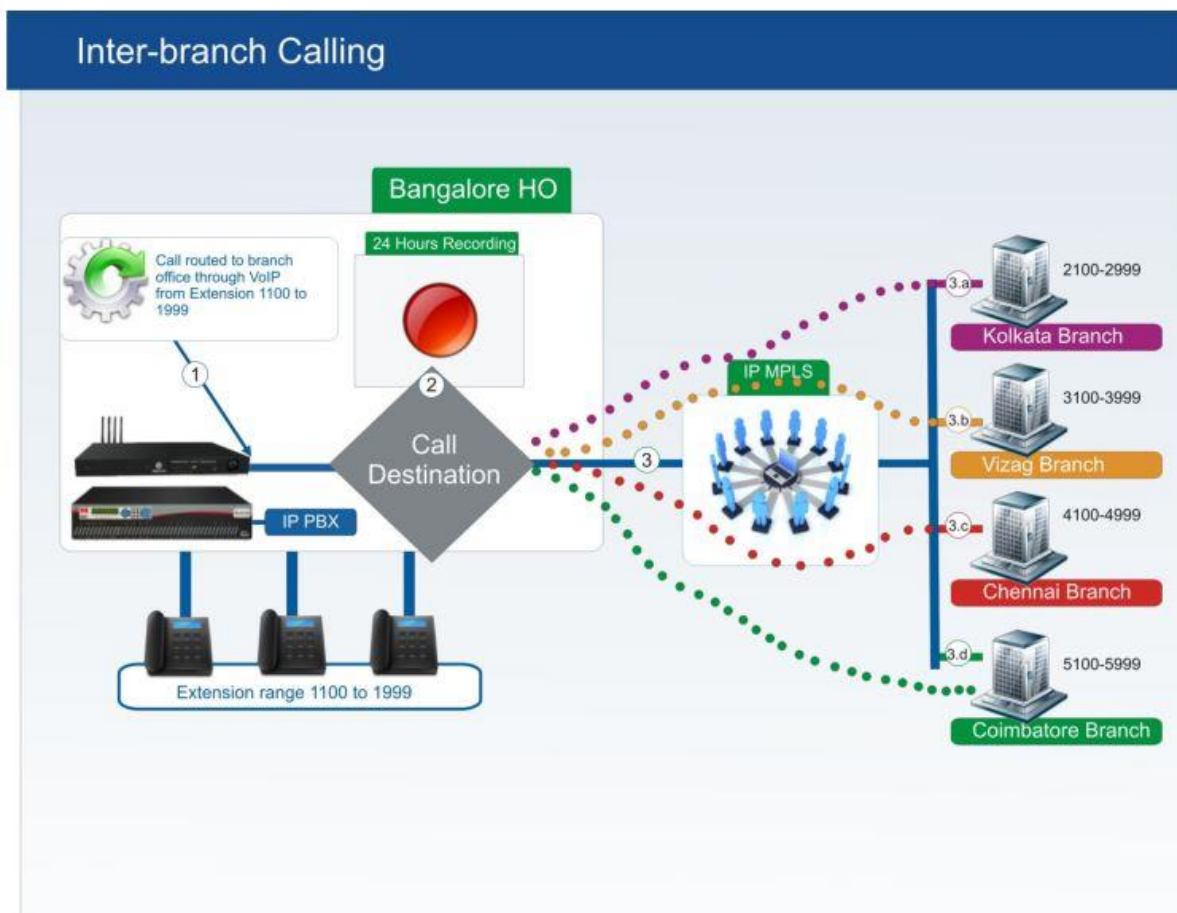 Inter-branch Calling
Bangalore HO
24 Hours Recording
Call routed to branch
office through VoIP
from Extension 1100 to
1999
1
2
Call
Destination
IP PBX
Extension range 1100 to 1999
3
IP MPLS
3.a
2100-2999
Kolkata Branch
3.b
3100-3999
Vizag Branch
3.c
4100-4999
Chennai Branch
3.d
5100-5999
Coimbatore Branch